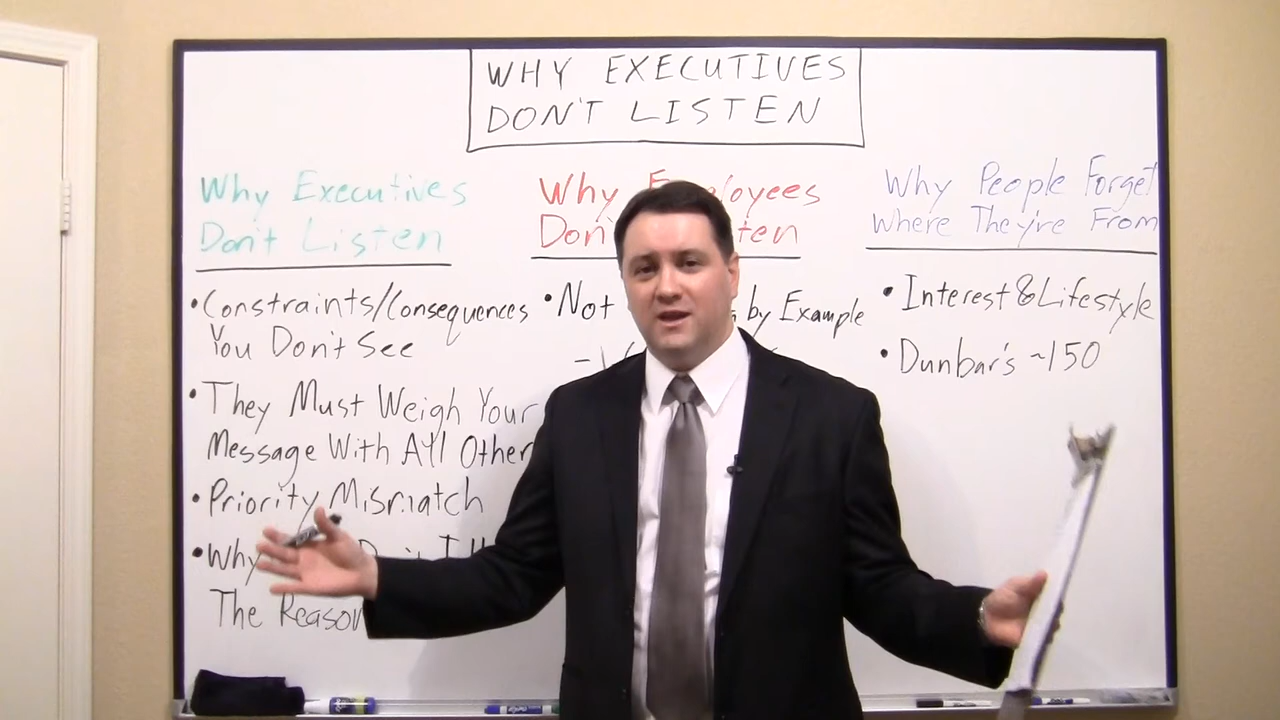 WHY EXECUTIVES
DON'T LISTEN
Why Executives
Don't Listen
• Constraints/Consequences
You Don't See
• They Must Weigh Your
Message With All Other
• Priority Mismatch
• Why
The Reason
Why
• Not by Example
Why People Forget
Where They're From
• Interest & Lifestyle
• Dunbar's ~150